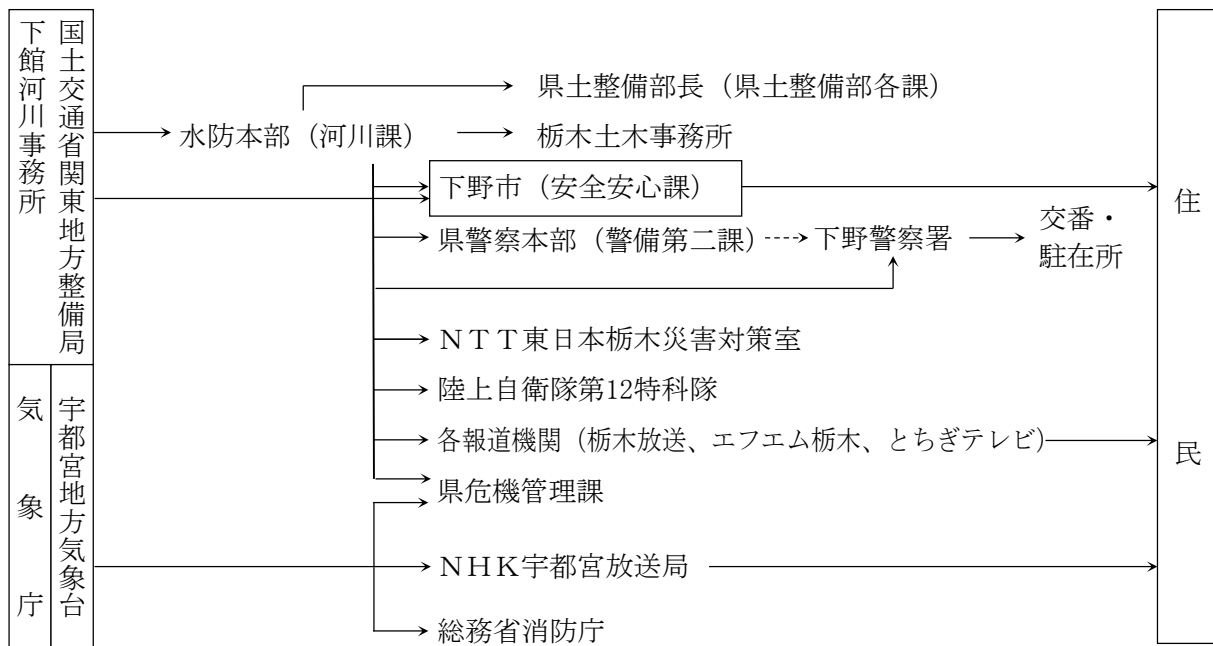 国土交通省関東地方整備局
下館河川事務所
気象庁
宇都宮地方気象台
県土整備部長（県土整備部各課）
水防本部（河川課）
栃木土木事務所
下野市（安全安心課）
県警察本部（警備第二課）
下野警察署
交番・
駐在所
ＮＴＴ東日本栃木災害対策室
陸上自衛隊第12特科隊
各報道機関（栃木放送、エフエム栃木、とちぎテレビ）
県危機管理課
ＮＨＫ宇都宮放送局
総務省消防庁
住民